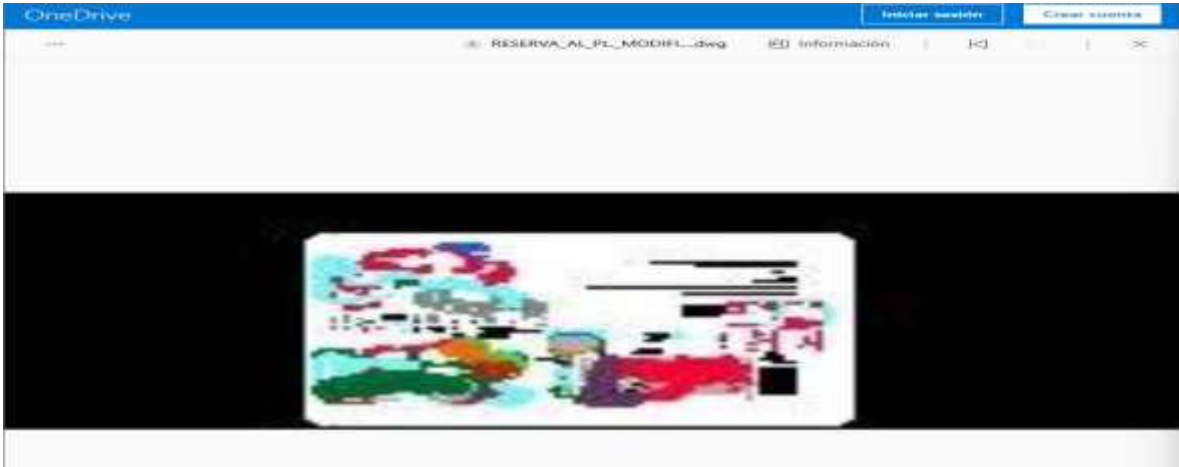 OneDrive
Iniciar sesión
Crear cuenta
RESERVA_AL_PL_MODIFI....dwg
Información